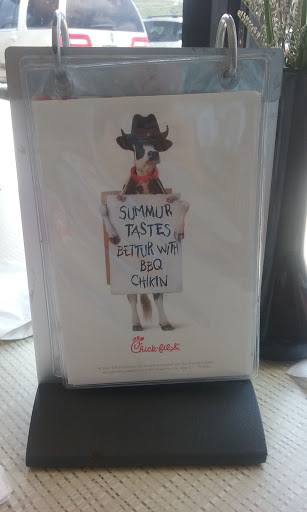 SUMMUR
TASTES
BETTUR WITH
BBQ
CHIKIN
Chick-fil-A